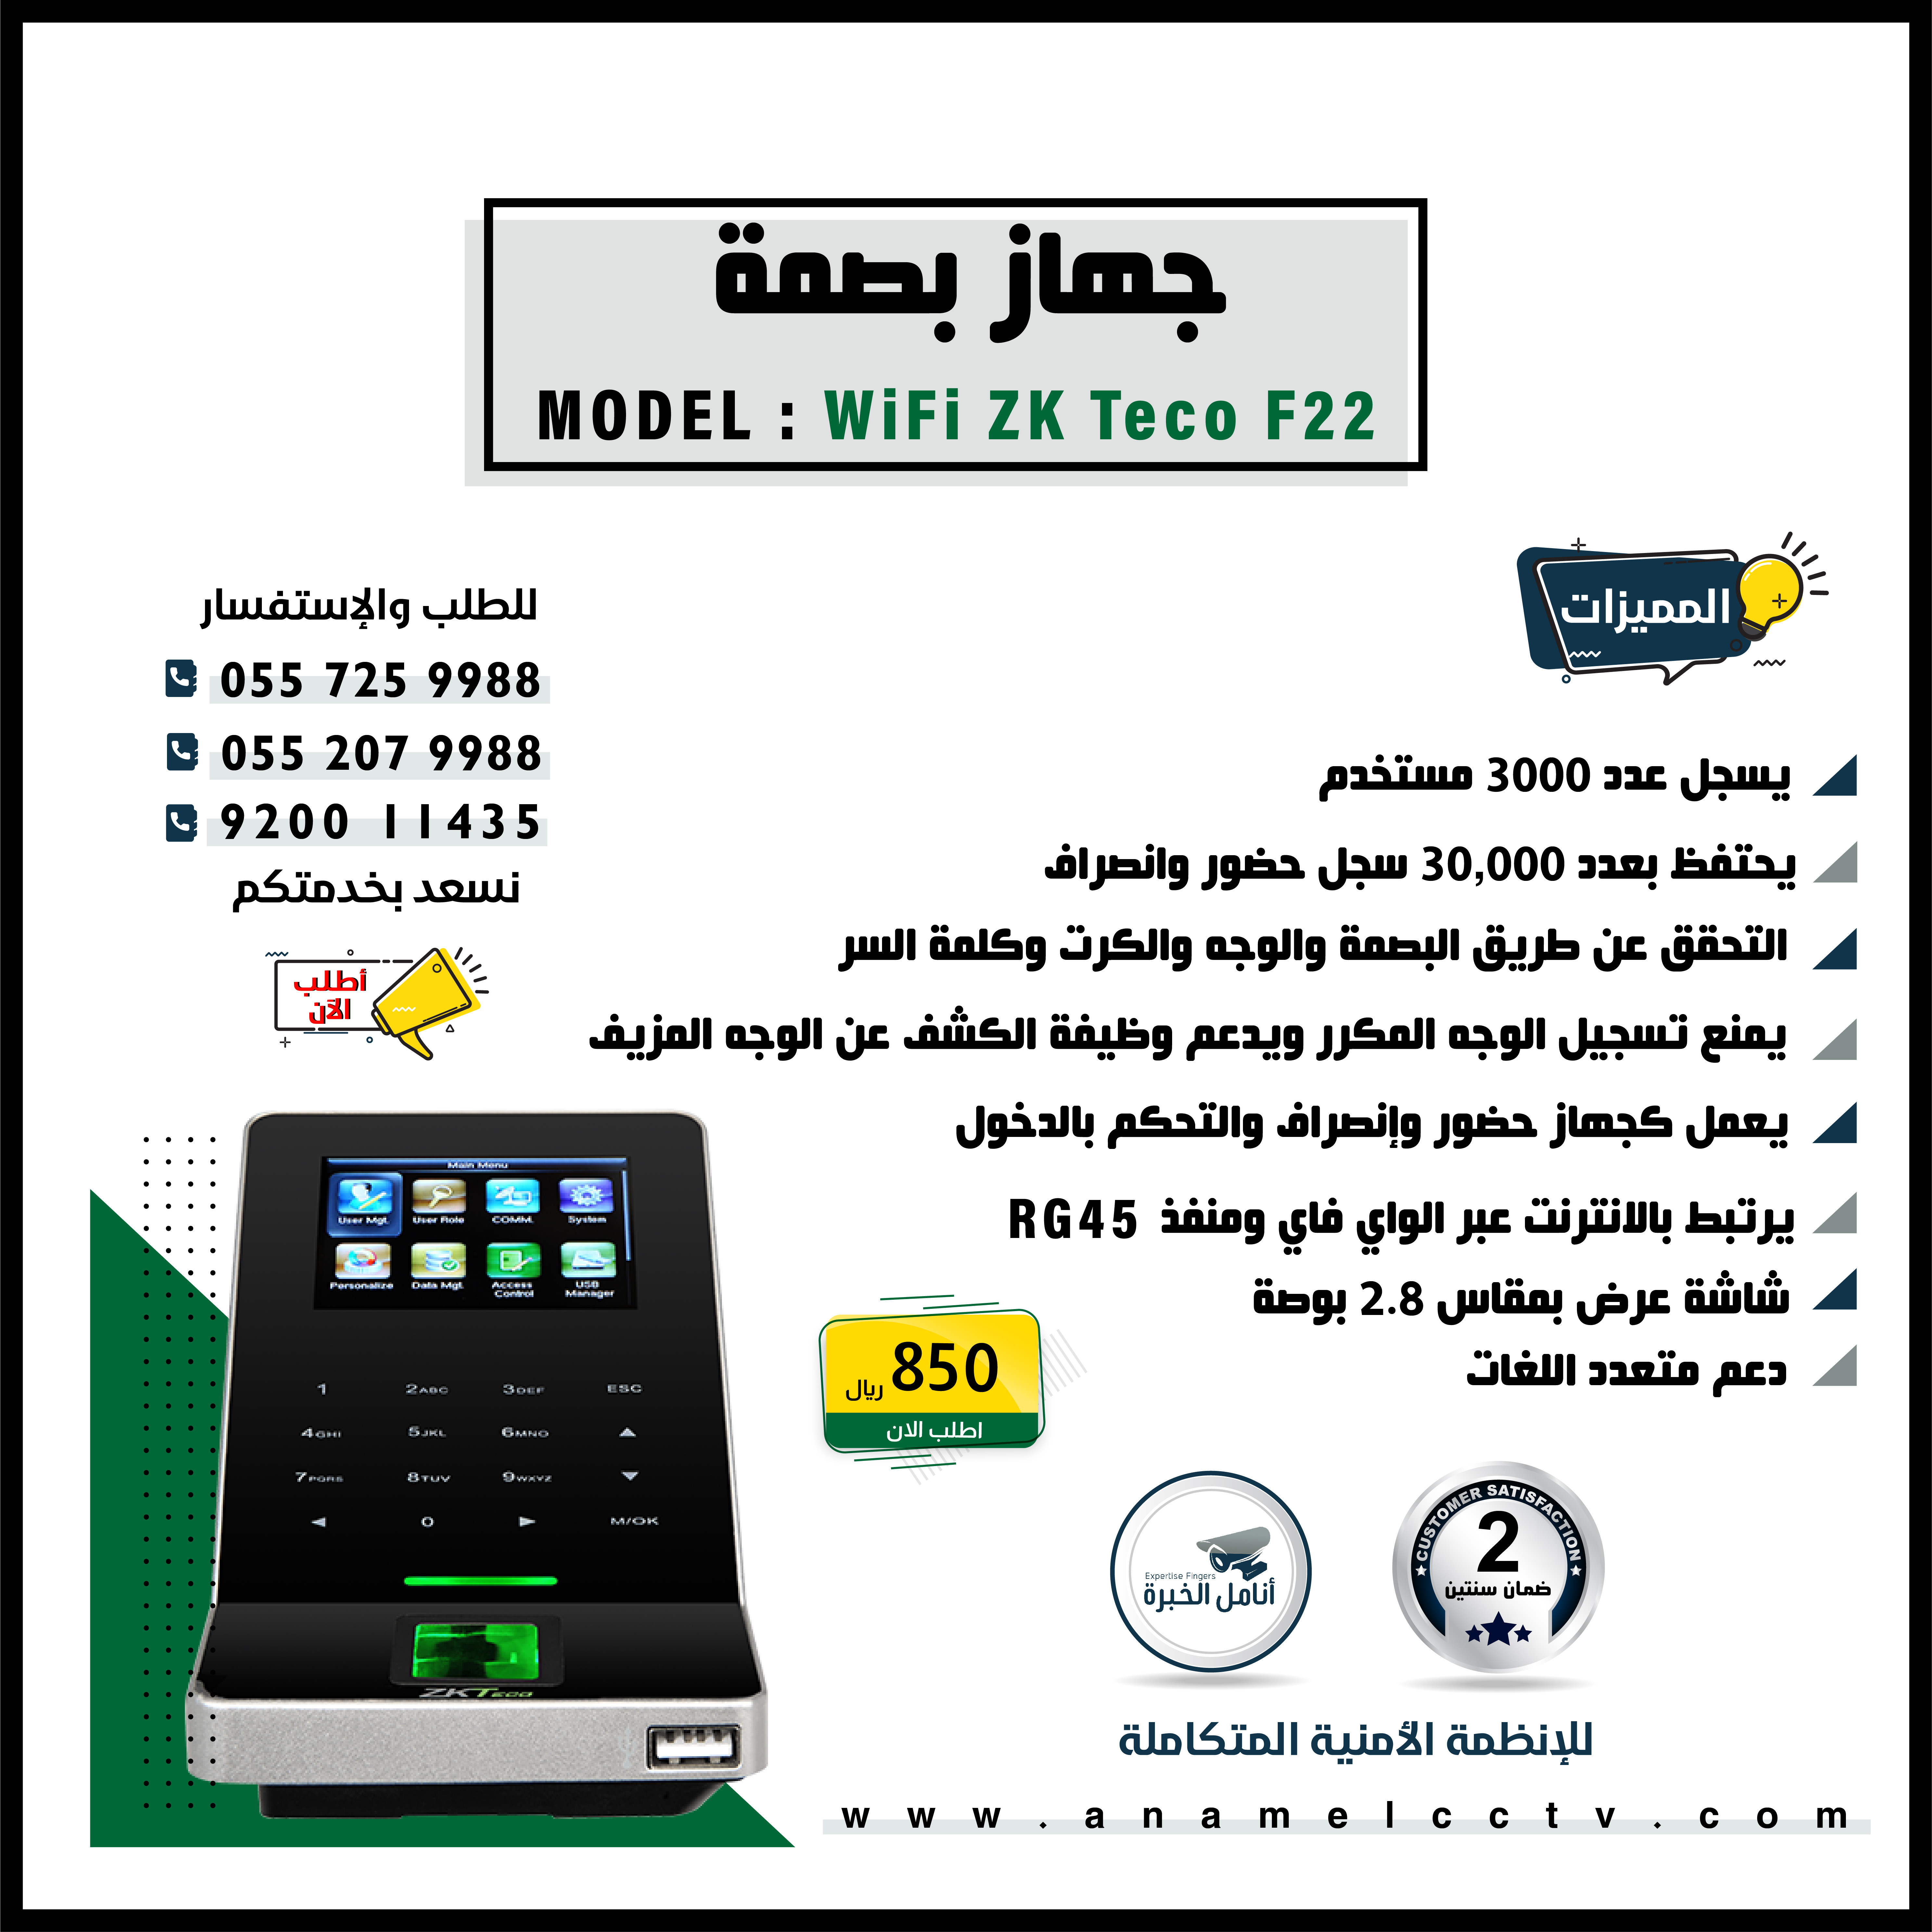 جهاز بصمة
MODEL : WiFi ZK Teco F22
المميزات
يسجل عدد 3000 مستخدم
يحتفظ بعدد 30,000 سجل حضور وانصراف
التحقق عن طريق البصمة والوجه والكرت وكلمة السر
يمنع تسجيل الوجه المكرر ويدعم وظيفة الكشف عن الوجه المزيف
يعمل كجهاز حضور وإنصراف والتحكم بالدخول
يرتبط بالانترنت عبر الواي فاي ومنفذ RG45
شاشة عرض بمقاس 2.8 بوصة
دعم متعدد اللغات
للطلب والإستفسار
055 725 9988
055 207 9988
9200 11435
نسعد بخدمتكم
أطلب
الآن
Main Menu
User Mgt. User Role COMM. System
Personalize Data Mgt. Access Control USB Manager
1 2ABC 3DEF ESC
4GHI 5JKL 6MNO ▲
7PQRS 8TUV 9WXYZ ▼
◀ 0 ▶ M/OK
ZKTeco
850 ريال
اطلب الان
Expertise Fingers
أنامل الخبرة
CUSTOMER SATISFACTION
2
ضمان سنتين
للإنظمة الأمنية المتكاملة
www.anamelcctv.com